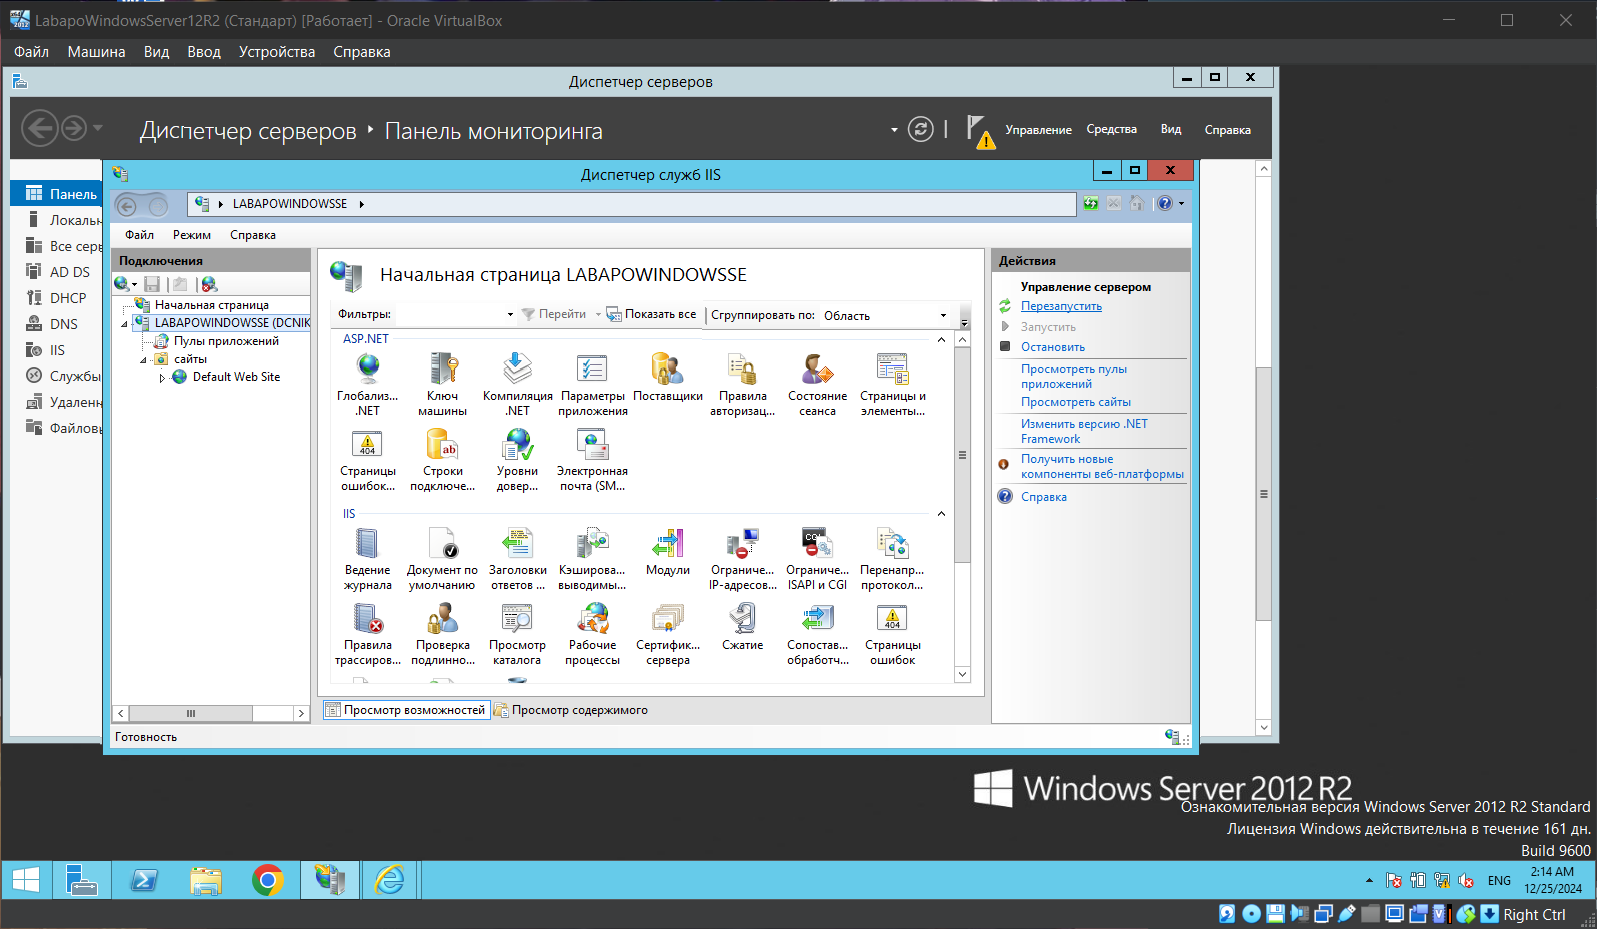 LabapoWindowsServer12R2 (Стандарт) [Работает] - Oracle VirtualBox
Файл Машина Вид Ввод Устройства Справка
Диспетчер серверов
Диспетчер серверов Панель мониторинга
Управление Средства Вид Справка
Панель
Локальн
Все серв
AD DS
DHCP
DNS
IIS
Службы
Удаленн
Файловь
Диспетчер служб IIS
LABAPOWINDOWSSE
Файл Режим Справка
Подключения
Начальная страница
LABAPOWINDOWSSE (DCNIK
Пулы приложений
сайты
Default Web Site
Начальная страница LABAPOWINDOWSSE
Фильтры: Перейти Показать все Сгруппировать по: Область
ASP.NET
Глобализ... .NET
Ключ машины
Компиляция .NET
Параметры приложения
Поставщики
Правила авторизац...
Состояние сеанса
Страницы и элементы...
Страницы ошибок...
Строки подключе...
Уровни довер...
Электронная почта (SM...
IIS
Ведение журнала
Документ по умолчанию
Заголовки ответов ...
Кэширова... выводимы...
Модули
Ограниче... IP-адресов...
Ограниче... ISAPI и CGI
Перенапр... протокол...
Правила трассиров...
Проверка подлинно...
Просмотр каталога
Рабочие процессы
Сертифик... сервера
Сжатие
Сопостав... обработч...
Страницы ошибок
Просмотр возможностей Просмотр содержимого
Готовность
Действия
Управление сервером
Перезапустить
Запустить
Остановить
Просмотреть пулы
приложений
Просмотреть сайты
Изменить версию .NET
Framework
Получить новые
компоненты веб-платформы
Справка
Windows Server 2012 R2
Ознакомительная версия Windows Server 2012 R2 Standard
Лицензия Windows действительна в течение 161 дн.
Build 9600
ENG
2:14 AM
12/25/2024
Right Ctrl